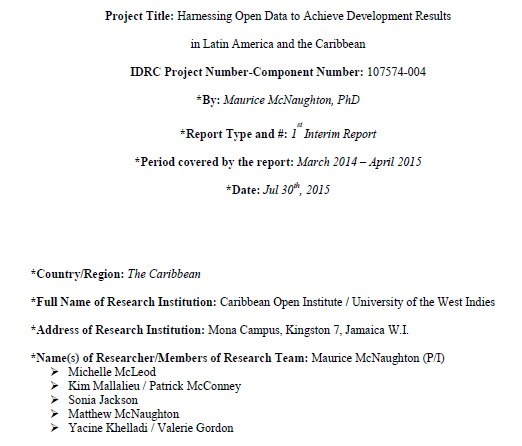 Project Title: Harnessing Open Data to Achieve Development Results
in Latin America and the Caribbean
IDRC Project Number-Component Number: 107574-004
*By: Maurice McNaughton, PhD
*Report Type and #: 1st Interim Report
*Period covered by the report: March 2014 – April 2015
*Date: Jul 30th, 2015
*Country/Region: The Caribbean
*Full Name of Research Institution: Caribbean Open Institute / University of the West Indies
*Address of Research Institution: Mona Campus, Kingston 7, Jamaica W.I.
*Name(s) of Researcher/Members of Research Team: Maurice McNaughton (P/I)
➤ Michelle McLeod
➤ Kim Mallalieu / Patrick McConney
➤ Sonia Jackson
➤ Matthew McNaughton
➤ Yacine Khelladi / Valerie Gordon